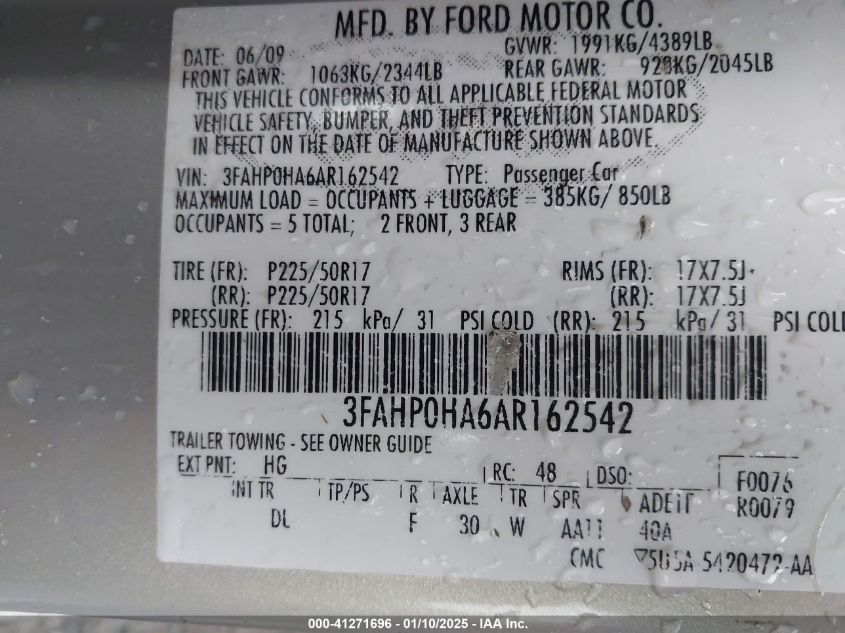 MFD. BY FORD MOTOR CO.
DATE: 06/09 GVWR: 1991KG/4389LB
FRONT GAWR: 1063KG/2344LB REAR GAWR: 928KG/2045LB
THIS VEHICLE CONFORMS TO ALL APPLICABLE FEDERAL MOTOR
VEHICLE SAFETY, BUMPER, AND THEFT PREVENTION STANDARDS
IN EFFECT ON THE DATE OF MANUFACTURE SHOWN ABOVE.
VIN: 3FAHP0HA6AR162542 TYPE: Passenger Car
MAXIMUM LOAD = OCCUPANTS + LUGGAGE = 385KG/ 850LB
OCCUPANTS = 5 TOTAL; 2 FRONT, 3 REAR
TIRE (FR): P225/50R17 RIMS (FR): 17X7.5J
(RR): P225/50R17 (RR): 17X7.5J
PRESSURE (FR): 215 kPa/ 31 PSI COLD (RR): 215 kPa/ 31 PSI COLD
3FAHP0HA6AR162542
TRAILER TOWING - SEE OWNER GUIDE
EXT PNT: HG RC: 48 DSO: F0076
INT TR TP/PS R AXLE TR SPR R0079
DL F 30 W AA11 40A
CMC 5U5A-5420472-AA
000-41271696 - 01/10/2025 - IAA Inc.